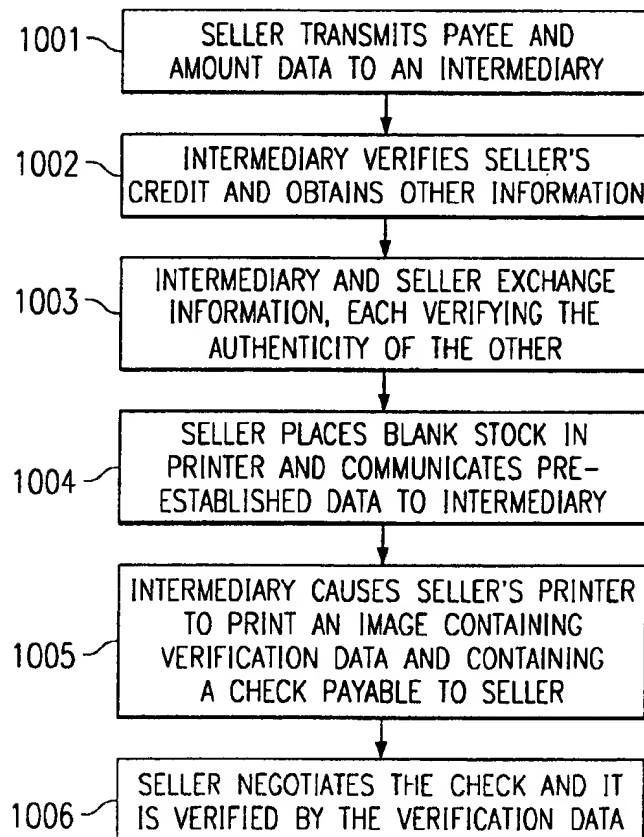 1001
SELLER TRANSMITS PAYEE AND
AMOUNT DATA TO AN INTERMEDIARY
1002
INTERMEDIARY VERIFIES SELLER'S
CREDIT AND OBTAINS OTHER INFORMATION
1003
INTERMEDIARY AND SELLER EXCHANGE
INFORMATION, EACH VERIFYING THE
AUTHENTICITY OF THE OTHER
1004
SELLER PLACES BLANK STOCK IN
PRINTER AND COMMUNICATES PRE-
ESTABLISHED DATA TO INTERMEDIARY
1005
INTERMEDIARY CAUSES SELLER'S PRINTER
TO PRINT AN IMAGE CONTAINING
VERIFICATION DATA AND CONTAINING
A CHECK PAYABLE TO SELLER
1006
SELLER NEGOTIATES THE CHECK AND IT
IS VERIFIED BY THE VERIFICATION DATA